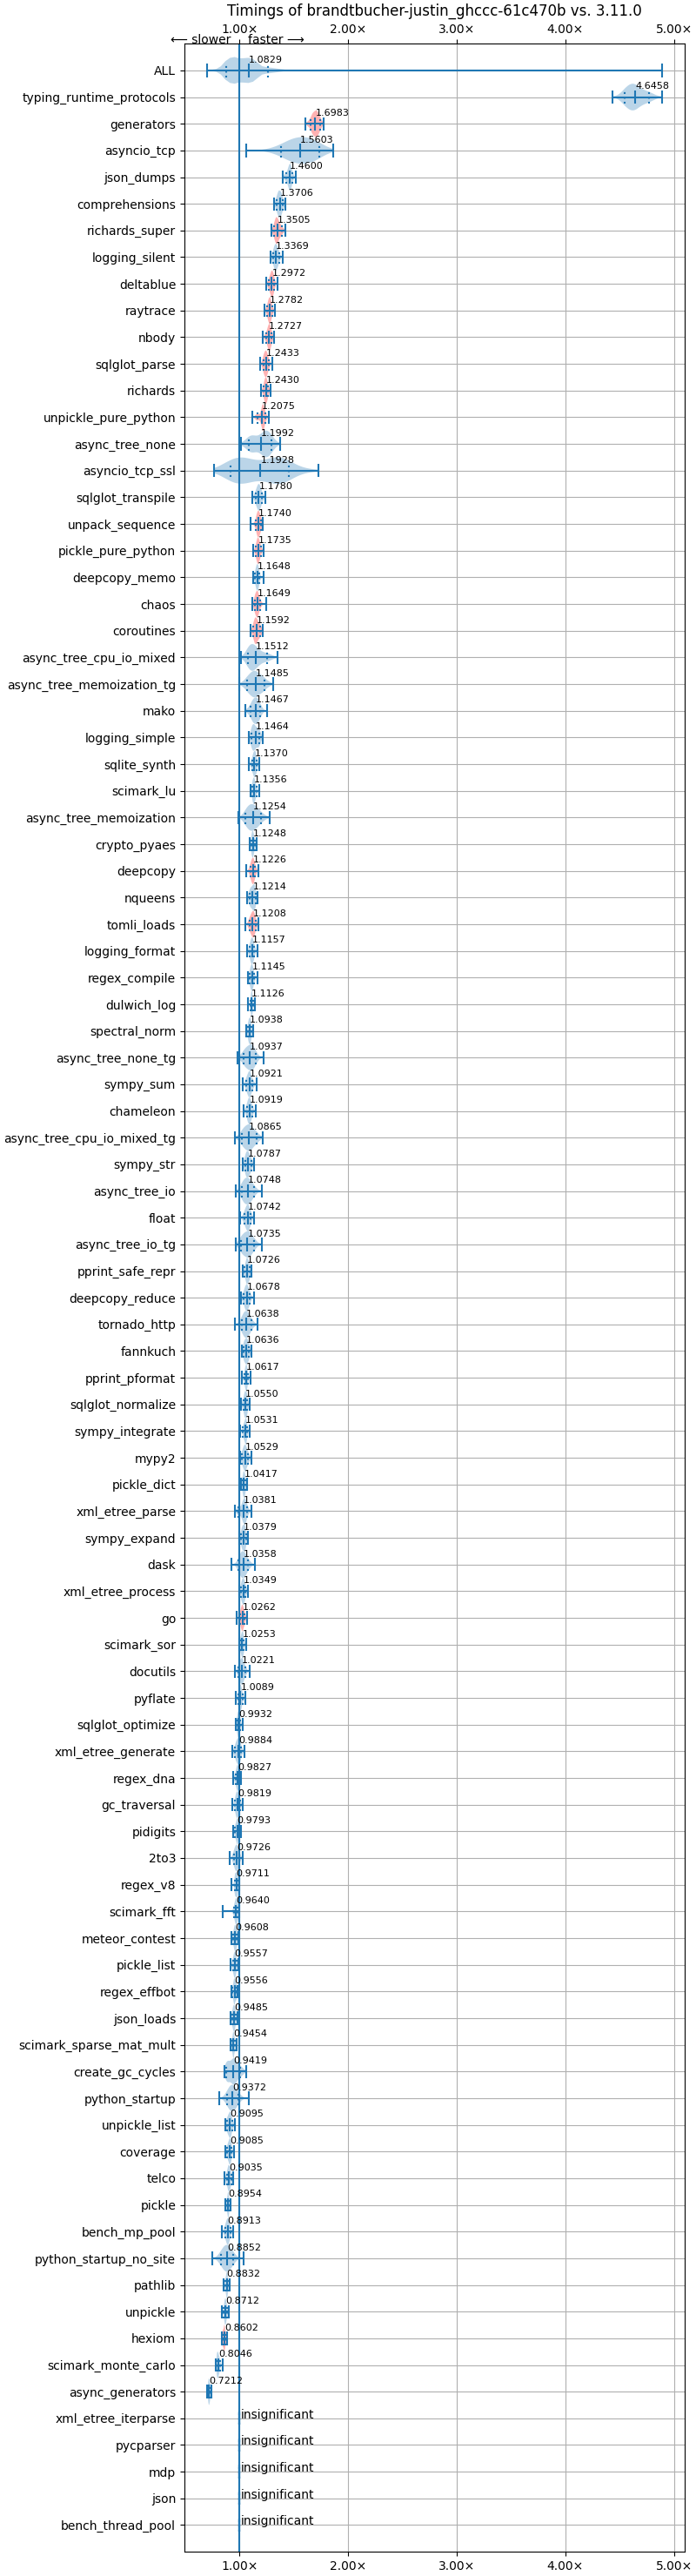 Timings of brandtbucher-justin_ghccc-61c470b vs. 3.11.0
1.00× 2.00× 3.00× 4.00× 5.00×
← slower faster →
ALL 1.0829
typing_runtime_protocols 4.6458
generators 1.6983
asyncio_tcp 1.5603
json_dumps 1.4600
comprehensions 1.3706
richards_super 1.3505
logging_silent 1.3369
deltablue 1.2972
raytrace 1.2782
nbody 1.2727
sqlglot_parse 1.2433
richards 1.2430
unpickle_pure_python 1.2075
async_tree_none 1.1992
asyncio_tcp_ssl 1.1928
sqlglot_transpile 1.1780
unpack_sequence 1.1740
pickle_pure_python 1.1735
deepcopy_memo 1.1648
chaos 1.1649
coroutines 1.1592
async_tree_cpu_io_mixed 1.1512
async_tree_memoization_tg 1.1485
mako 1.1467
logging_simple 1.1464
sqlite_synth 1.1370
scimark_lu 1.1356
async_tree_memoization 1.1254
crypto_pyaes 1.1248
deepcopy 1.1226
nqueens 1.1214
tomli_loads 1.1208
logging_format 1.1157
regex_compile 1.1145
dulwich_log 1.1126
spectral_norm 1.0938
async_tree_none_tg 1.0937
sympy_sum 1.0921
chameleon 1.0919
async_tree_cpu_io_mixed_tg 1.0865
sympy_str 1.0787
async_tree_io 1.0748
float 1.0742
async_tree_io_tg 1.0735
pprint_safe_repr 1.0726
deepcopy_reduce 1.0678
tornado_http 1.0638
fannkuch 1.0636
pprint_pformat 1.0617
sqlglot_normalize 1.0550
sympy_integrate 1.0531
mypy2 1.0529
pickle_dict 1.0417
xml_etree_parse 1.0381
sympy_expand 1.0379
dask 1.0358
xml_etree_process 1.0349
go 1.0262
scimark_sor 1.0253
docutils 1.0221
pyflate 1.0089
sqlglot_optimize 0.9932
xml_etree_generate 0.9884
regex_dna 0.9827
gc_traversal 0.9819
pidigits 0.9793
2to3 0.9726
regex_v8 0.9711
scimark_fft 0.9640
meteor_contest 0.9608
pickle_list 0.9557
regex_effbot 0.9556
json_loads 0.9485
scimark_sparse_mat_mult 0.9454
create_gc_cycles 0.9419
python_startup 0.9372
unpickle_list 0.9095
coverage 0.9085
telco 0.9035
pickle 0.8954
bench_mp_pool 0.8913
python_startup_no_site 0.8852
pathlib 0.8832
unpickle 0.8712
hexiom 0.8602
scimark_monte_carlo 0.8046
async_generators 0.7212
xml_etree_iterparse insignificant
pycparser insignificant
mdp insignificant
json insignificant
bench_thread_pool insignificant
1.00× 2.00× 3.00× 4.00× 5.00×